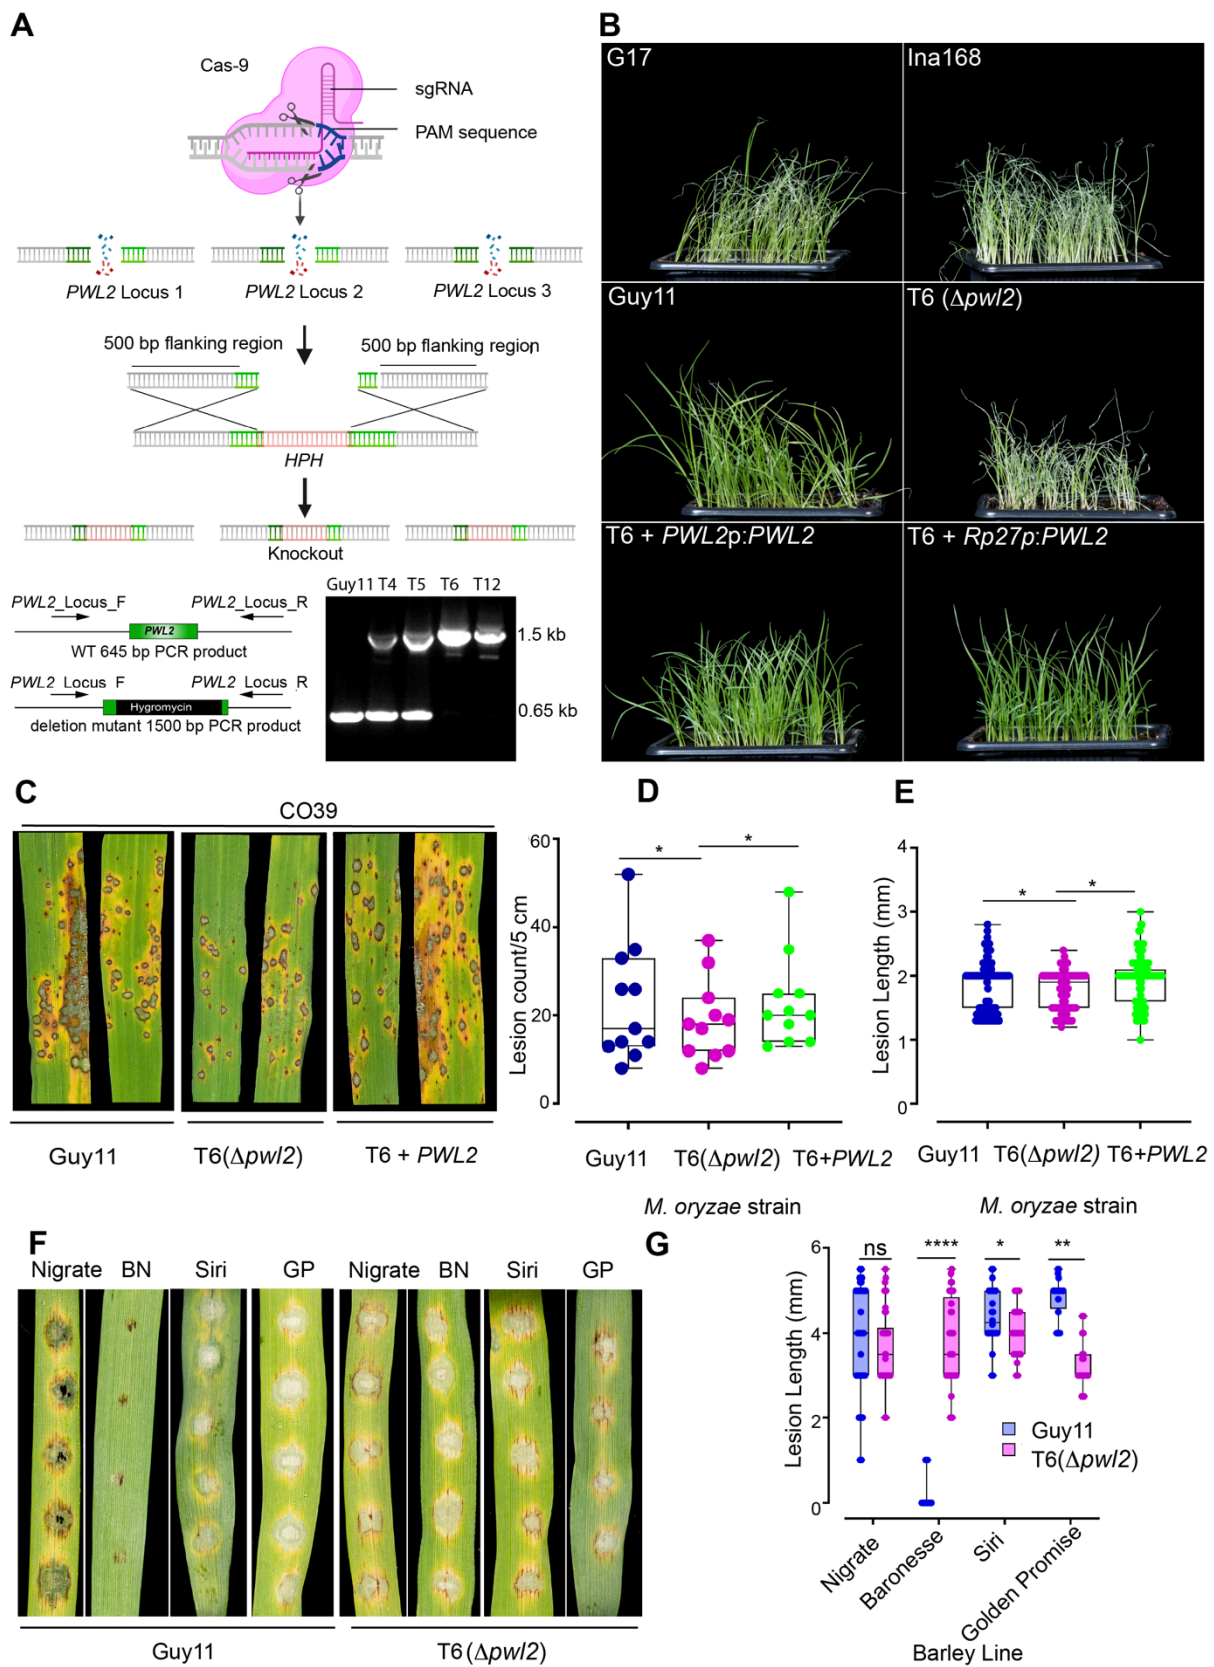 A
Cas-9
sgRNA
PAM sequence
PWL2 Locus 1
PWL2 Locus 2
PWL2 Locus 3
500 bp flanking region
500 bp flanking region
HPH
Knockout
PWL2_Locus_F
PWL2_Locus_R
PWL2
WT 645 bp PCR product
PWL2_Locus_F
PWL2_Locus_R
Hygromycin
deletion mutant 1500 bp PCR product
Guy11 T4 T5 T6 T12
1.5 kb
0.65 kb
B
G17
Ina168
Guy11
T6 (Δpwl2)
T6 + PWL2p:PWL2
T6 + Rp27p:PWL2
C
CO39
Guy11
T6(Δpwl2)
T6 + PWL2
D
Lesion count/5 cm
60
40
20
0
*
*
Guy11
T6(Δpwl2)
T6+PWL2
M. oryzae strain
E
Lesion Length (mm)
4
3
2
1
0
*
*
Guy11
T6(Δpwl2)
T6+PWL2
M. oryzae strain
F
Nigrate BN Siri GP Nigrate BN Siri GP
Guy11
T6(Δpwl2)
G
Lesion Length (mm)
6
4
2
0
ns
****
*
**
Guy11
T6(Δpwl2)
Nigrate
Baronesse
Siri
Golden Promise
Barley Line